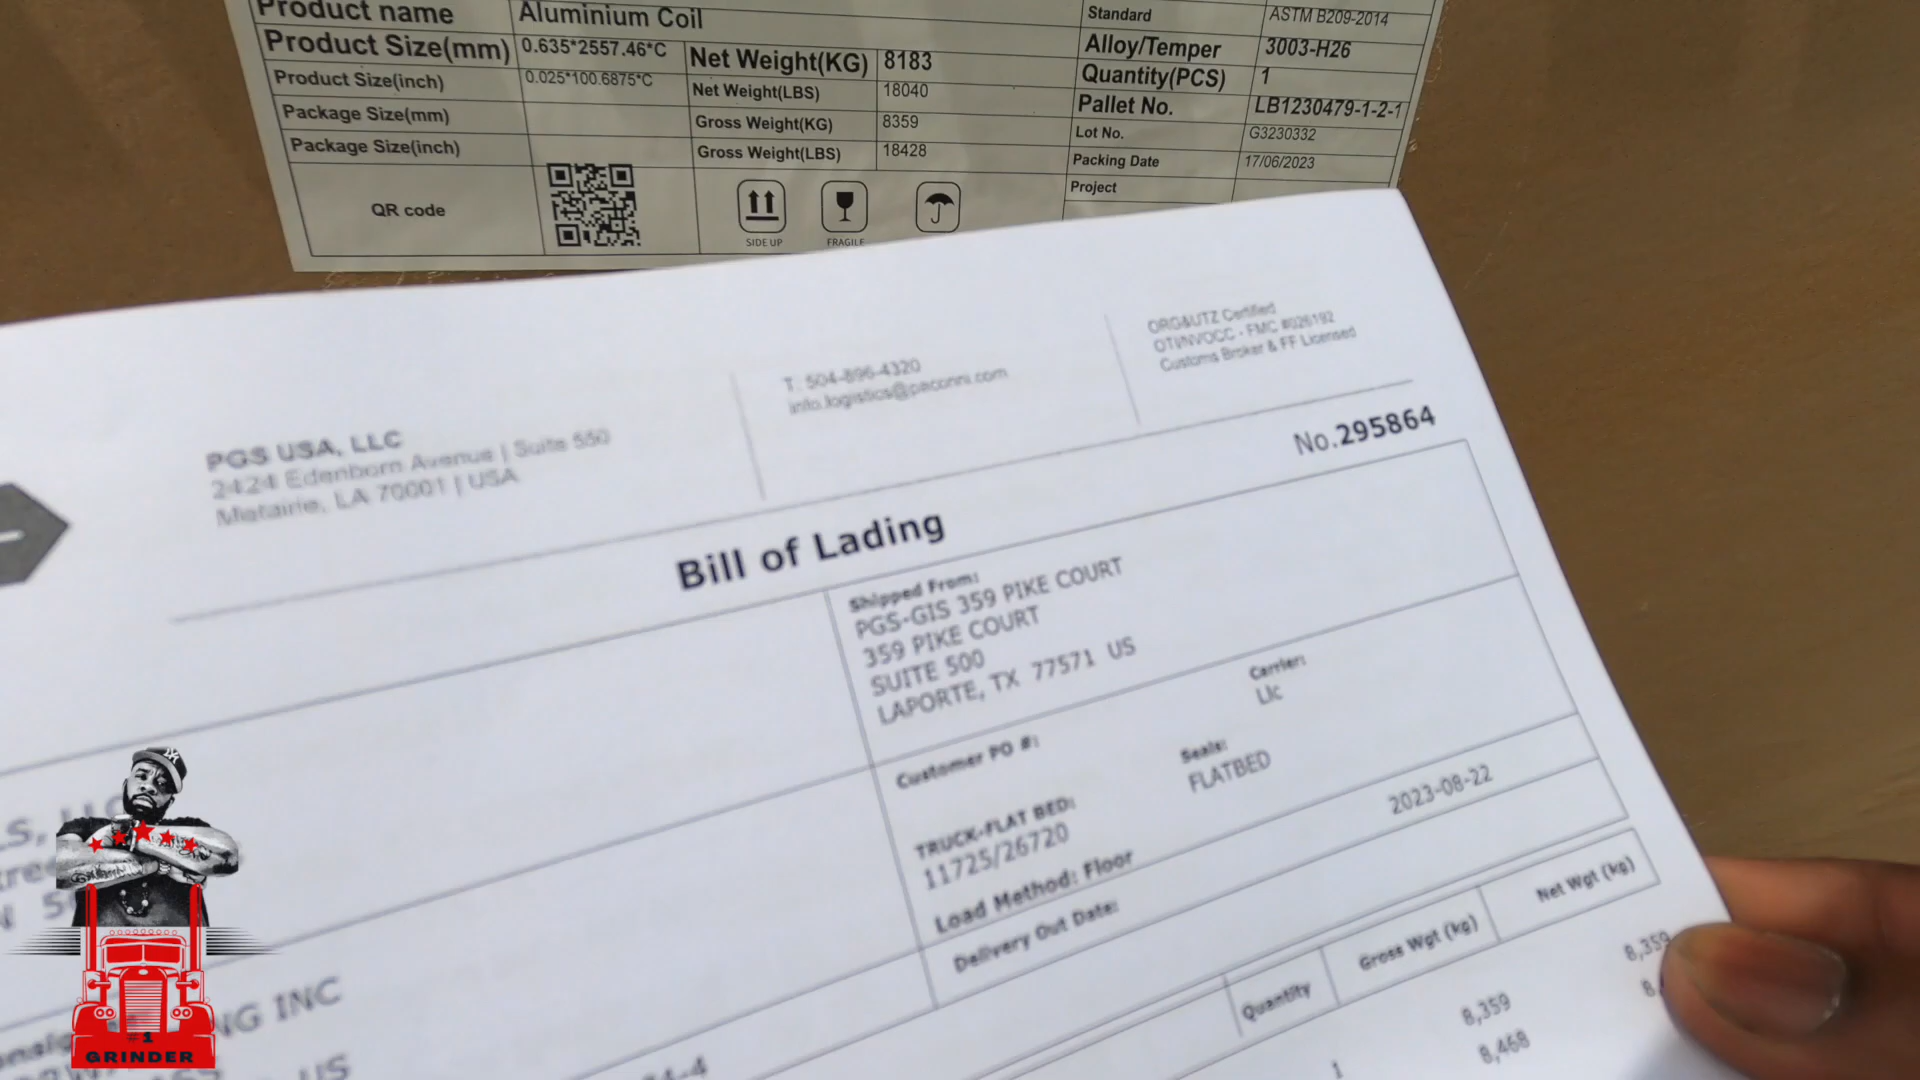 Product name Aluminium Coil
Product Size(mm) 0.635*2557.46*C
Product Size(inch) 0.025*100.6875*C
Package Size(mm)
Package Size(inch)
QR code
Net Weight(KG) 8183
Net Weight(LBS) 18040
Gross Weight(KG) 8359
Gross Weight(LBS) 18428
SIDE UP
FRAGILE
Standard ASTM B209-2014
Alloy/Temper 3003-H26
Quantity(PCS) 1
Pallet No. LB1230479-1-2-1
Lot No. G3230332
Packing Date 17/06/2023
Project
PGS USA, LLC
2424 Edenborn Avenue | Suite 550
Metairie, LA 70001 | USA
T. 504-896-4320
info.logistics@pacorini.com
ORG&UTZ Certified
OTI/NVOCC - FMC #026192
Customs Broker & FF Licensed
No.295864
Bill of Lading
Shipped From:
PGS-GIS 359 PIKE COURT
359 PIKE COURT
SUITE 500
LAPORTE, TX 77571 US
Carrier:
Llc
Customer PO #:
Seals:
FLATBED
TRUCK-FLAT BED:
11725/26720
Load Method: Floor
2023-08-22
Delivery Out Date:
Quantity Gross Wgt (kg) Net Wgt (kg)
8,359 8,359
1 8,468
INC
US
#1
GRINDER